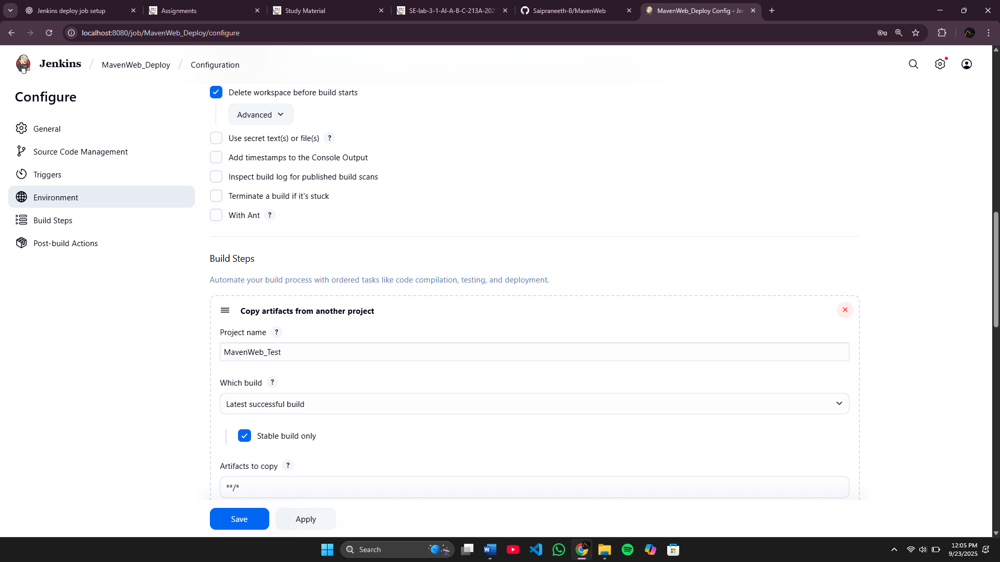 Jenkins deploy job setup
Assignments
Study Material
SE-lab-3-1-AI-A-B-C-213A-202
Saipraneeth-B/MavenWeb
MavenWeb_Deploy Config - Je
localhost:8080/job/MavenWeb_Deploy/configure
Jenkins / MavenWeb_Deploy / Configuration
Configure
General
Source Code Management
Triggers
Environment
Build Steps
Post-build Actions
Delete workspace before build starts
Advanced
Use secret text(s) or file(s) ?
Add timestamps to the Console Output
Inspect build log for published build scans
Terminate a build if it's stuck
With Ant ?
Build Steps
Automate your build process with ordered tasks like code compilation, testing, and deployment.
Copy artifacts from another project
Project name ?
MavenWeb_Test
Which build ?
Latest successful build
Stable build only
Artifacts to copy ?
**/*
Save
Apply
Search
12:05 PM
9/23/2025